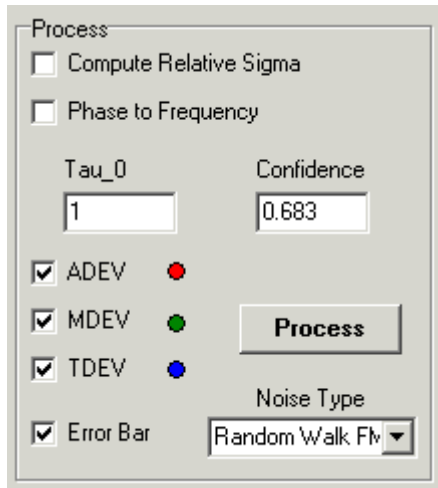 Process
Compute Relative Sigma
Phase to Frequency
Tau_0 Confidence
1 0.683
ADEV
MDEV
Process
TDEV
Noise Type
Error Bar
Random Walk FM